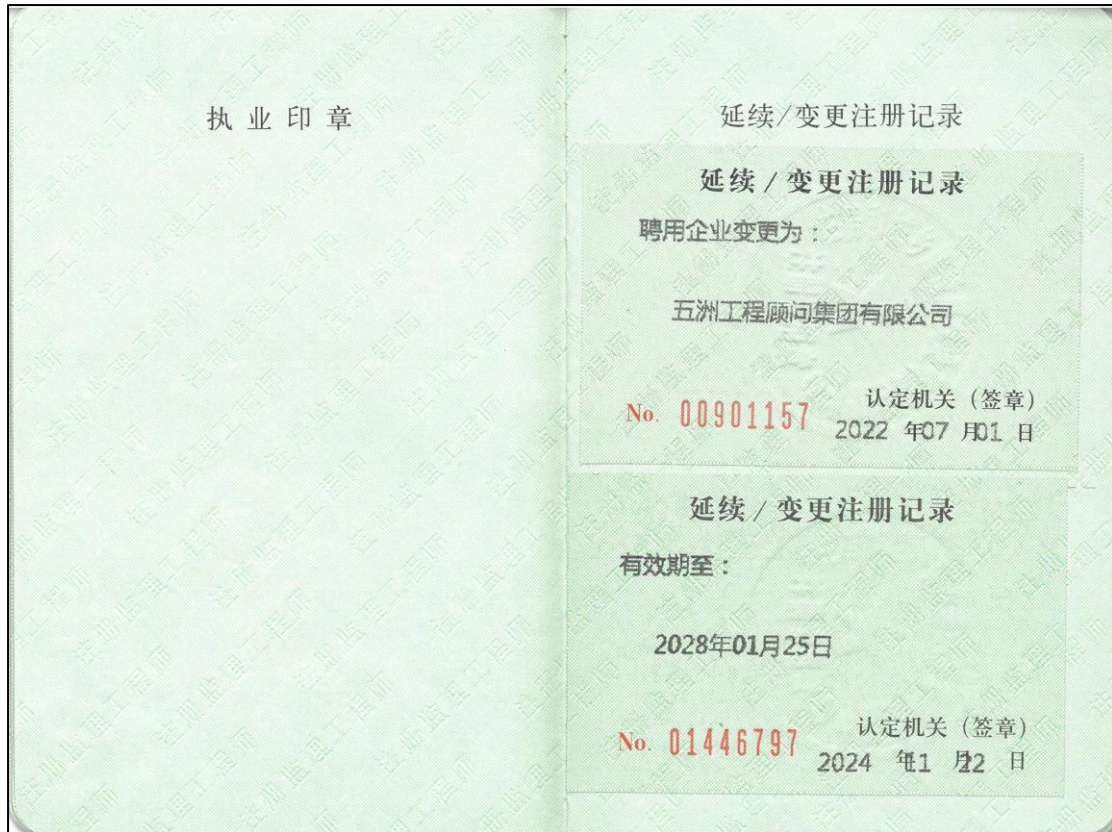 执业印章
延续/变更注册记录
延续/变更注册记录
聘用企业变更为：
五洲工程顾问集团有限公司
认定机关（签章）
No. 00901157
2022 年07 月01 日
延续/变更注册记录
有效期至：
2028年01月25日
认定机关（签章）
No. 01446797
2024 年11 月22 日